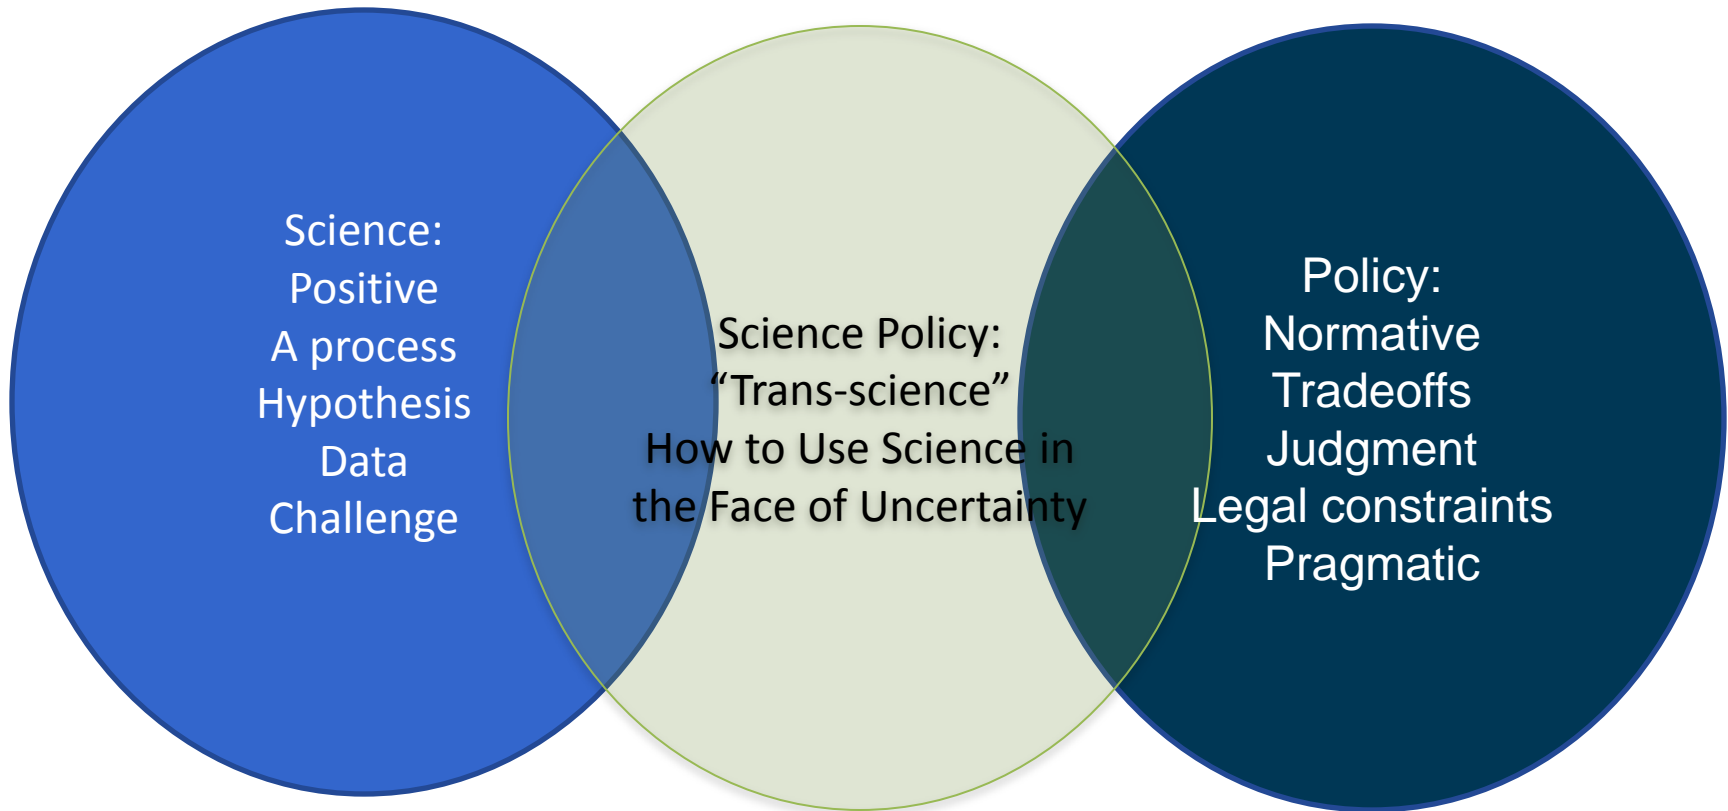 Science:
Positive
A process
Hypothesis
Data
Challenge
Science Policy:
“Trans-science”
How to Use Science in
the Face of Uncertainty
Policy:
Normative
Tradeoffs
Judgment
Legal constraints
Pragmatic